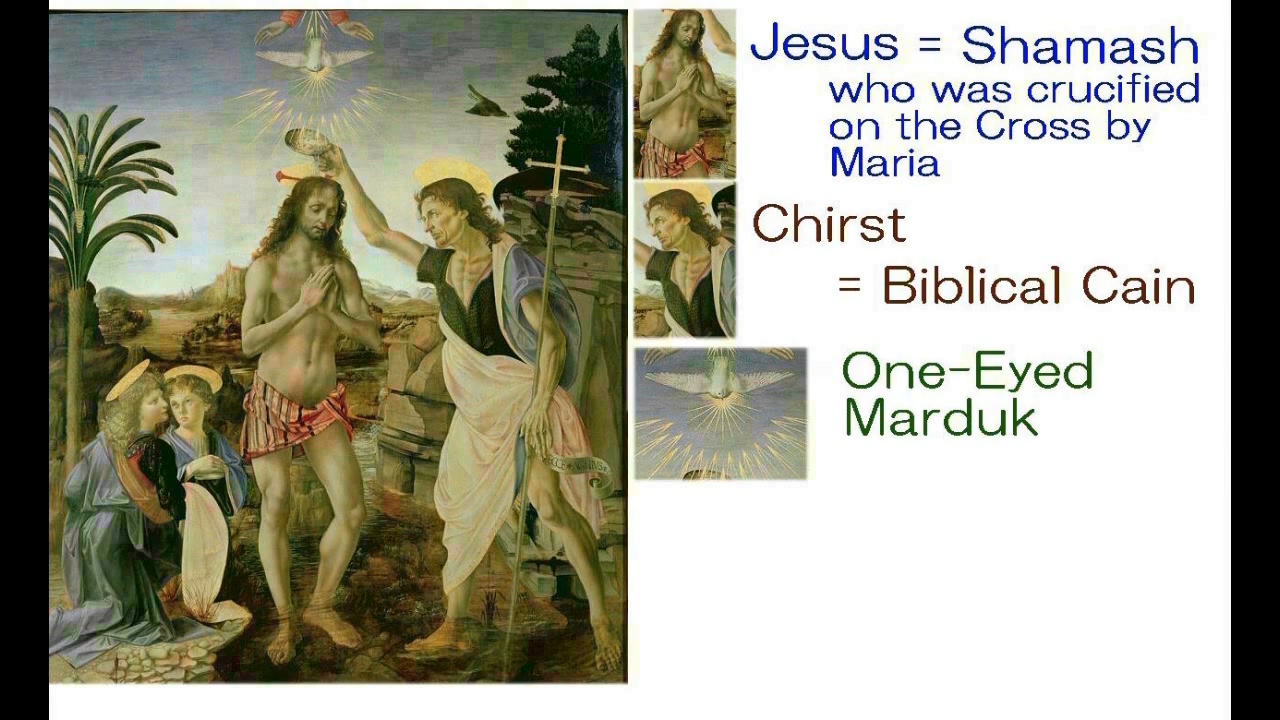 Jesus = Shamash
who was crucified
on the Cross by
Maria
Chirst
= Biblical Cain
One-Eyed
Marduk